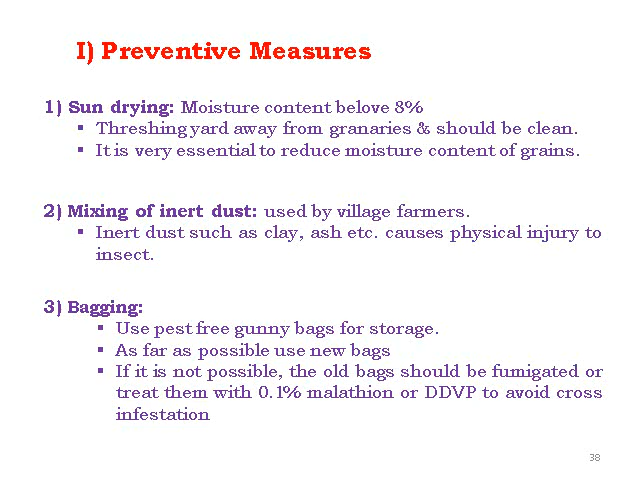 I) Preventive Measures
1) Sun drying: Moisture content belove 8%
▪ Threshing yard away from granaries & should be clean.
▪ It is very essential to reduce moisture content of grains.
2) Mixing of inert dust: used by village farmers.
▪ Inert dust such as clay, ash etc. causes physical injury to
insect.
3) Bagging:
▪ Use pest free gunny bags for storage.
▪ As far as possible use new bags
▪ If it is not possible, the old bags should be fumigated or
treat them with 0.1% malathion or DDVP to avoid cross
infestation
38